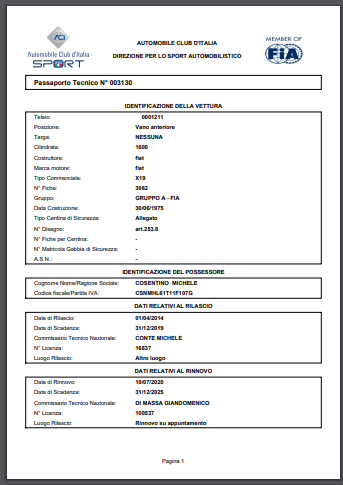 ACI
Automobile Club d'Italia
SPORT
AUTOMOBILE CLUB D'ITALIA
DIREZIONE PER LO SPORT AUTOMOBILISTICO
MEMBER OF
FIA
Passaporto Tecnico N° 003130
IDENTIFICAZIONE DELLA VETTURA
Telaio: 0001211
Posizione: Vano anteriore
Targa: NESSUNA
Cilindrata: 1600
Costruttore: fiat
Marca motore: fiat
Tipo Commerciale: X19
N° Fiche: 3082
Gruppo: GRUPPO A - FIA
Data Costruzione: 30/06/1975
Tipo Centina di Sicurezza: Allegato
N° Disegno: art.253.8
N° Fiche per Centina: -
N° Matricola Gabbia di Sicurezza: -
A.S.N.: -
IDENTIFICAZIONE DEL POSSESSORE
Cognome Nome/Ragione Sociale: COSENTINO MICHELE
Codice fiscale/Partita IVA: CSNMHL61T11F107G
DATI RELATIVI AL RILASCIO
Data di Rilascio: 01/04/2014
Data di Scadenza: 31/12/2019
Commissario Tecnico Nazionale: CONTE MICHELE
N° Licenza: 16837
Luogo Rilascio: Altro luogo
DATI RELATIVI AL RINNOVO
Data di Rinnovo: 10/07/2020
Data di Scadenza: 31/12/2025
Commissario Tecnico Nazionale: DI MASSA GIANDOMENICO
N° Licenza: 100537
Luogo Rilascio: Rinnovo su appuntamento
Pagina 1